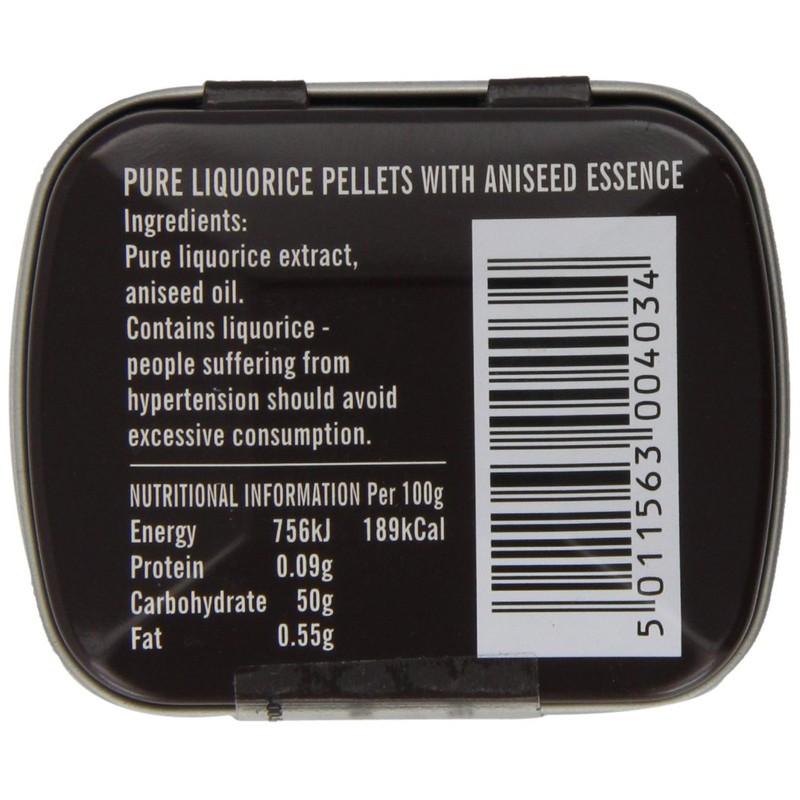 PURE LIQUORICE PELLETS WITH ANISEED ESSENCE
Ingredients:
Pure liquorice extract,
aniseed oil.
Contains liquorice -
people suffering from
hypertension should avoid
excessive consumption.
NUTRITIONAL INFORMATION Per 100g
Energy 756kJ 189kCal
Protein 0.09g
Carbohydrate 50g
Fat 0.55g
5 011563 004034